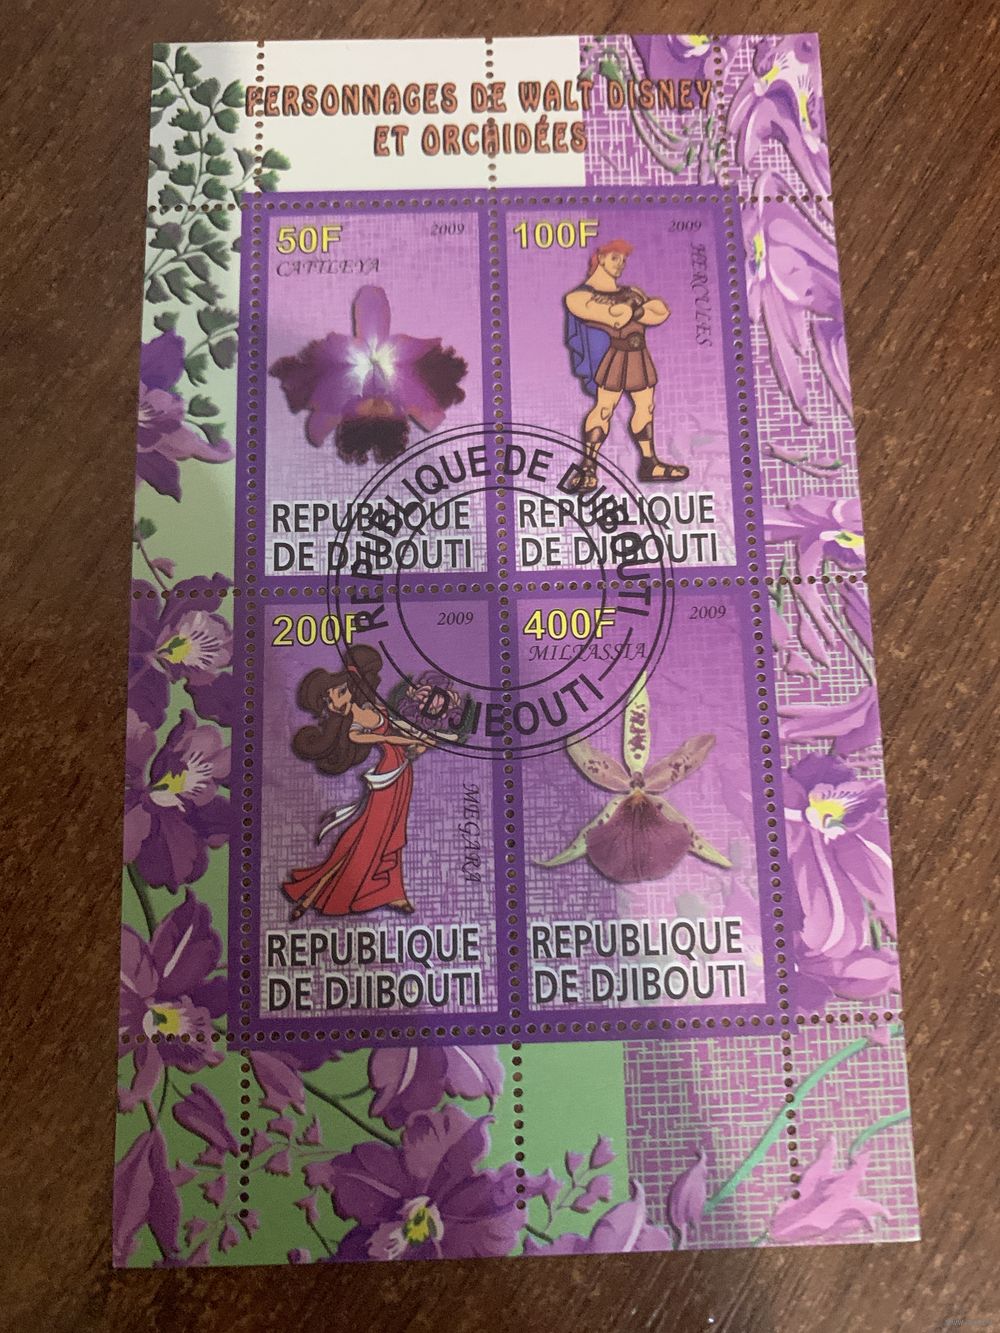 PERSONNAGES DE WALT DISNEY
ET ORCHIDÉES
50F
2009
CATTLEYA
REPUBLIQUE
DE DJIBOUTI
100F
2009
HERCULES
REPUBLIQUE
DE DJIBOUTI
200F
2009
MEGARA
REPUBLIQUE
DE DJIBOUTI
400F
2009
MILTASSIA
REPUBLIQUE
DE DJIBOUTI
REPUBLIQUE DE DJIBOUTI
DJIBOUTI